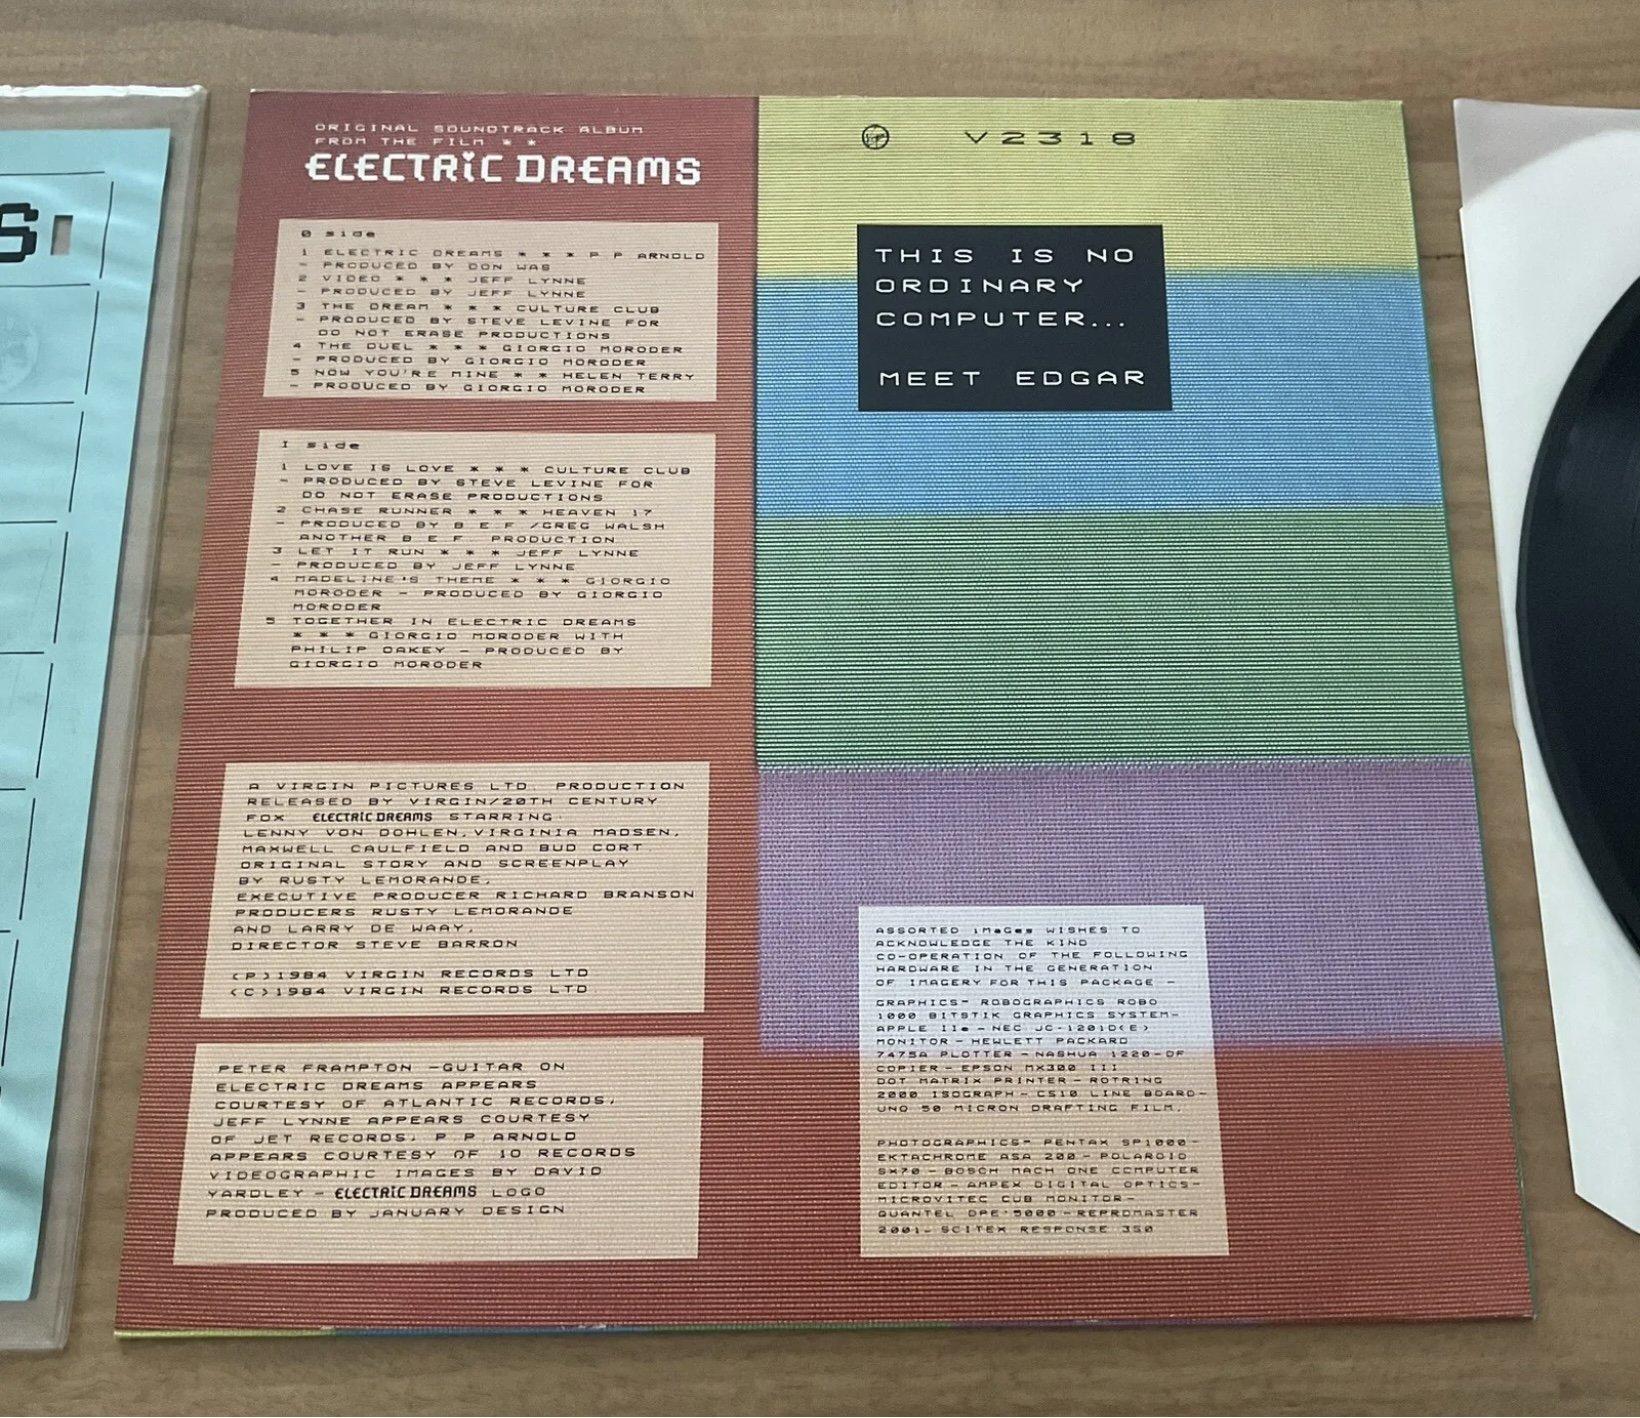 S
ORIGINAL SOUNDTRACK ALBUM
FROM THE FILM * *
ELECTRIC DREAMS
0 side
1 ELECTRIC DREAMS * * * P P ARNOLD
- PRODUCED BY DON WAS
2 VIDEO * * * JEFF LYNNE
- PRODUCED BY JEFF LYNNE
3 THE DREAM * * * CULTURE CLUB
- PRODUCED BY STEVE LEVINE FOR
DO NOT ERASE PRODUCTIONS
4 THE DUEL * * * GIORGIO MORODER
- PRODUCED BY GIORGIO MORODER
5 NOW YOU'RE MINE * * HELEN TERRY
- PRODUCED BY GIORGIO MORODER
I side
1 LOVE IS LOVE * * * CULTURE CLUB
- PRODUCED BY STEVE LEVINE FOR
DO NOT ERASE PRODUCTIONS
2 CHASE RUNNER * * * HEAVEN 17
- PRODUCED BY B E F /GREG WALSH
ANOTHER B E F. PRODUCTION
3 LET IT RUN * * * JEFF LYNNE
- PRODUCED BY JEFF LYNNE
4 MADELINE'S THEME * * * GIORGIO
MORODER - PRODUCED BY GIORGIO
MORODER
5 TOGETHER IN ELECTRIC DREAMS
* * * GIORGIO MORODER WITH
PHILIP OAKEY - PRODUCED BY
GIORGIO MORODER
A VIRGIN PICTURES LTD. PRODUCTION
RELEASED BY VIRGIN/20TH CENTURY
FOX ELECTRIC DREAMS STARRING.
LENNY VON DOHLEN, VIRGINIA MADSEN,
MAXWELL CAULFIELD AND BUD CORT.
ORIGINAL STORY AND SCREENPLAY
BY RUSTY LEMORANDE,
EXECUTIVE PRODUCER RICHARD BRANSON
PRODUCERS RUSTY LEMORANDE
AND LARRY DE WAAY,
DIRECTOR STEVE BARRON
(P)1984 VIRGIN RECORDS LTD
(C)1984 VIRGIN RECORDS LTD
PETER FRAMPTON -GUITAR ON
ELECTRIC DREAMS APPEARS
COURTESY OF ATLANTIC RECORDS,
JEFF LYNNE APPEARS COURTESY
OF JET RECORDS, P P ARNOLD
APPEARS COURTESY OF 10 RECORDS
VIDEOGRAPHIC IMAGES BY DAVID
YARDLEY - ELECTRIC DREAMS LOGO
PRODUCED BY JANUARY DESIGN
Virgin V2318
THIS IS NO
ORDINARY
COMPUTER...
MEET EDGAR
ASSORTED iMaGes WISHES TO
ACKNOWLEDGE THE KIND
CO-OPERATION OF THE FOLLOWING
HARDWARE IN THE GENERATION
OF IMAGERY FOR THIS PACKAGE -
GRAPHICS- ROBOGRAPHICS ROBO
1000 BITSTIK GRAPHICS SYSTEM-
APPLE IIe - NEC JC-1201D(E)
MONITOR - HEWLETT PACKARD
7475A PLOTTER - NASHUA 1220-DF
COPIER - EPSON MX300 III
DOT MATRIX PRINTER - ROTRING
2000 ISOGRAPH - CS10 LINE BOARD-
UNO 50 MICRON DRAFTING FILM.
PHOTOGRAPHICS- PENTAX SP1000-
EKTACHROME ASA 200 - POLAROID
SX70 - BOSCH MACH ONE COMPUTER
EDITOR - AMPEX DIGITAL OPTICS-
MICROVITEC CUB MONITOR-
QUANTEL DPE-5000 - REPROMASTER
2001- SCITEX RESPONSE 350